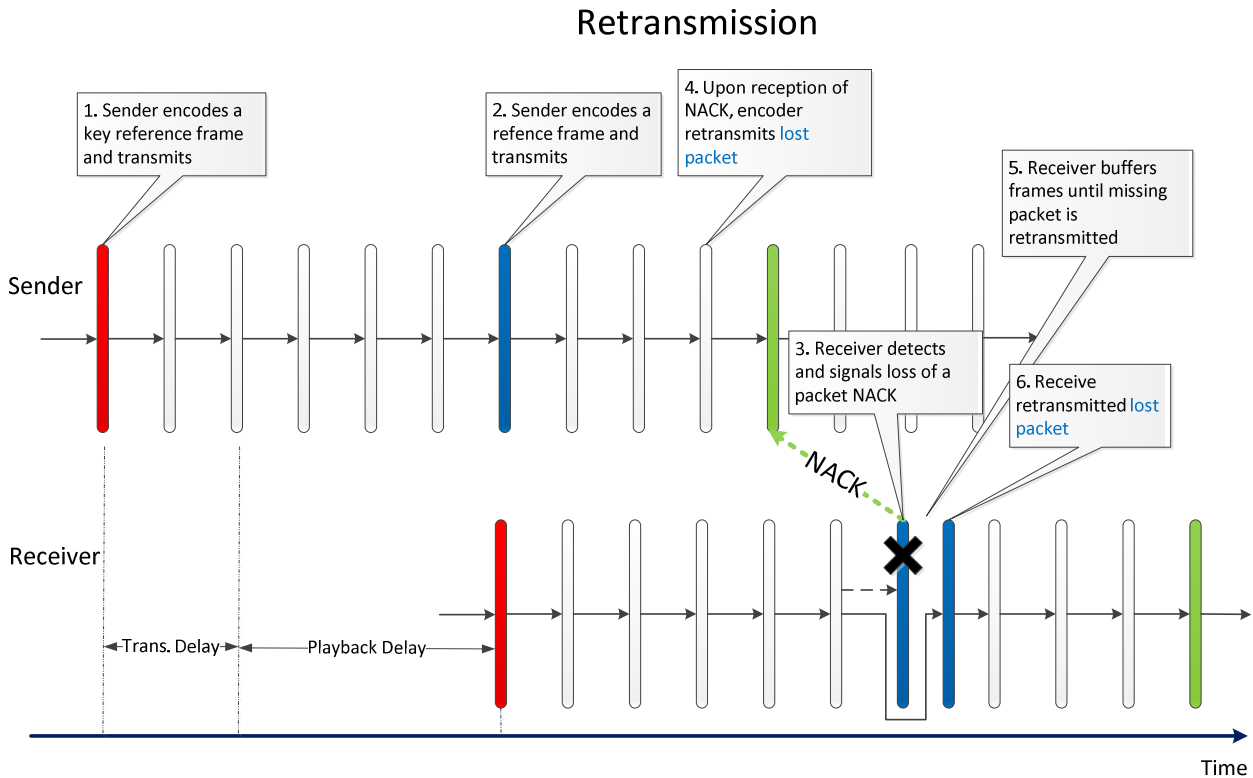 Retransmission
1. Sender encodes a
key reference frame
and transmits
2. Sender encodes a
refence frame and
transmits
4. Upon reception of
NACK, encoder
retransmits lost
packet
5. Receiver buffers
frames until missing
packet is
retransmitted
Sender
3. Receiver detects
and signals loss of a
packet NACK
6. Receive
retransmitted lost
packet
NACK
Receiver
Trans. Delay
Playback Delay
Time